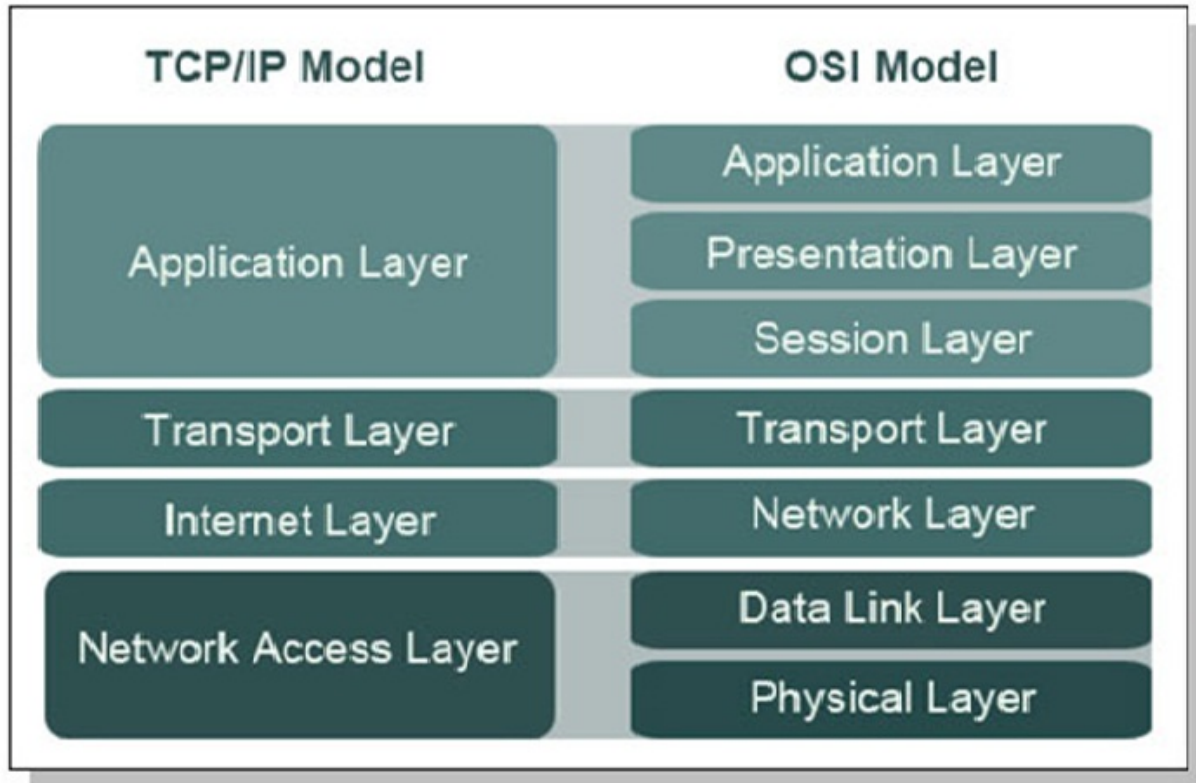 TCP/IP Model
Application Layer
Transport Layer
Internet Layer
Network Access Layer
OSI Model
Application Layer
Presentation Layer
Session Layer
Transport Layer
Network Layer
Data Link Layer
Physical Layer